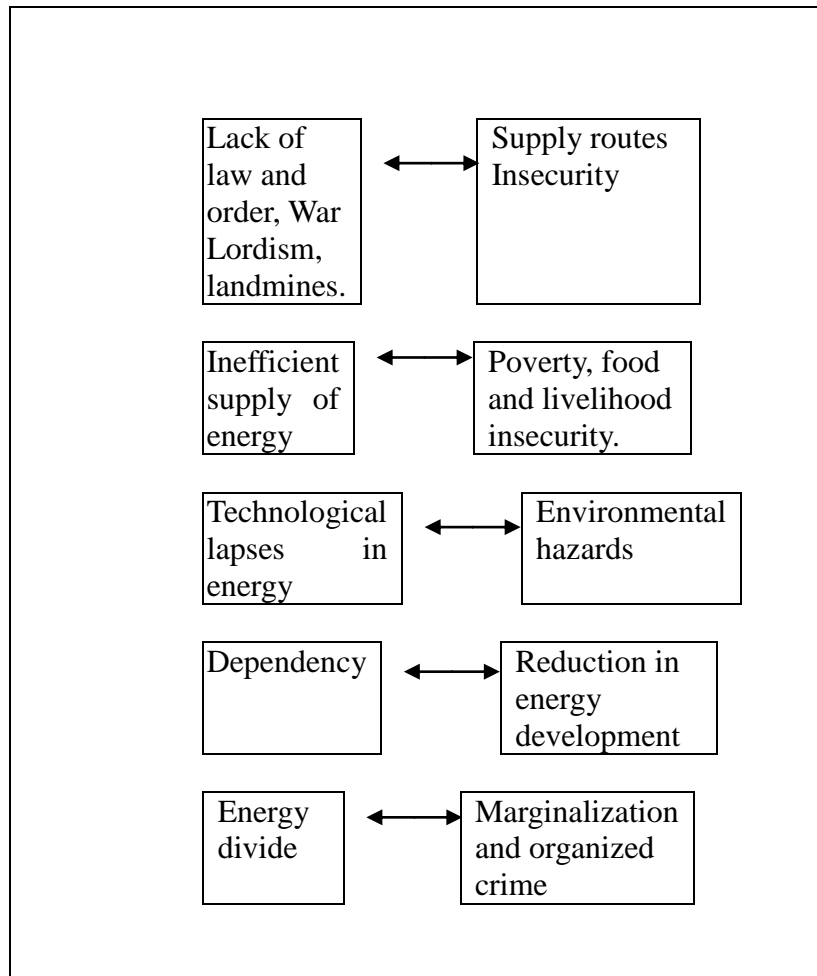 Lack of
law and
order, War
Lordism,
landmines.
Supply routes
Insecurity
Inefficient
supply of
energy
Poverty, food
and livelihood
insecurity.
Technological
lapses in
energy
Environmental
hazards
Dependency
Reduction in
energy
development
Energy
divide
Marginalization
and organized
crime